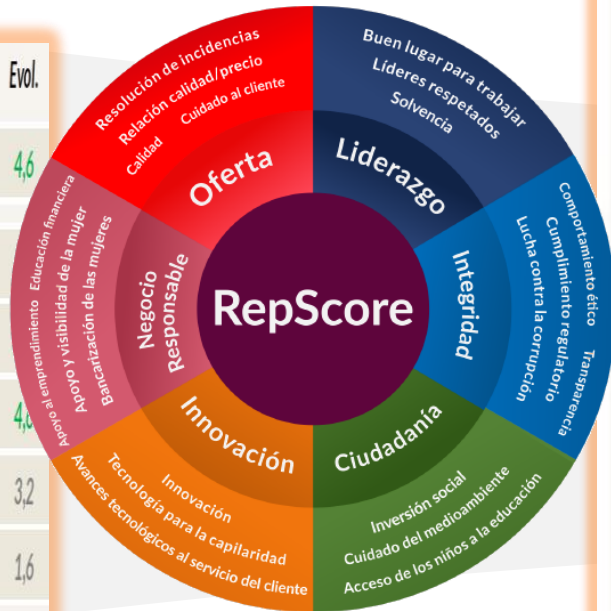 Evol.
4,6
4,8
3,2
1,6
RepScore
Oferta
Resolución de incidencias
Relación calidad/precio
Cuidado al cliente
Calidad
Liderazgo
Buen lugar para trabajar
Líderes respetados
Solvencia
Integridad
Comportamiento ético
Transparencia
Cumplimiento regulatorio
Lucha contra la corrupción
Ciudadanía
Inversión social
Cuidado del medioambiente
Acceso de los niños a la educación
Innovación
Innovación
Tecnología para la capilaridad
Avances tecnológicos al servicio del cliente
Negocio
Responsable
Apoyo al emprendimiento
Educación financiera
Apoyo y visibilidad de la mujer
Bancarización de las mujeres